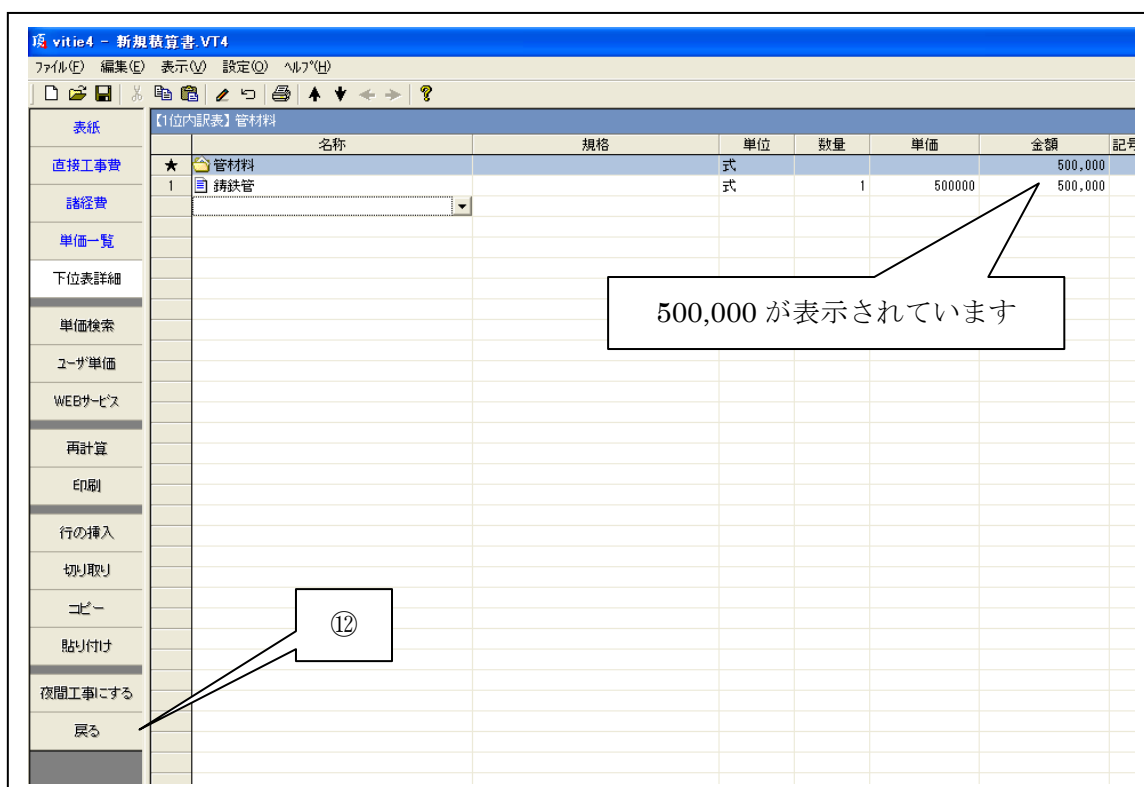 頂 vitie4 - 新規積算書.VT4
ﾌｧｲﾙ(F) 編集(E) 表示(V) 設定(O) ﾍﾙﾌﾟ(H)
表紙
直接工事費
諸経費
単価一覧
下位表詳細
単価検索
ﾕｰｻﾞ単価
WEBｻｰﾋﾞｽ
再計算
印刷
行の挿入
切り取り
コピー
貼り付け
夜間工事にする
戻る
【1位内訳表】管材料
名称 規格 単位 数量 単価 金額 記号
★ 管材料 式 500,000
1 鋳鉄管 式 1 500000 500,000
500,000 が表示されています
⑫